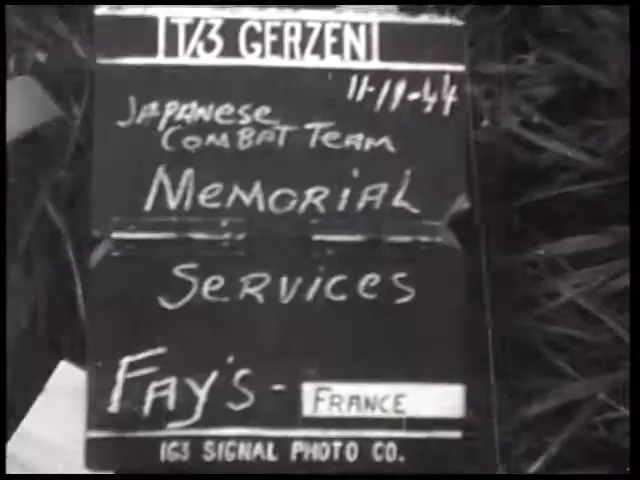 T/3 GERZEN
11-11-44
JAPANESE
COMBAT TEAM
MEMORIAL
SERVICES
FAY'S - FRANCE
163 SIGNAL PHOTO CO.